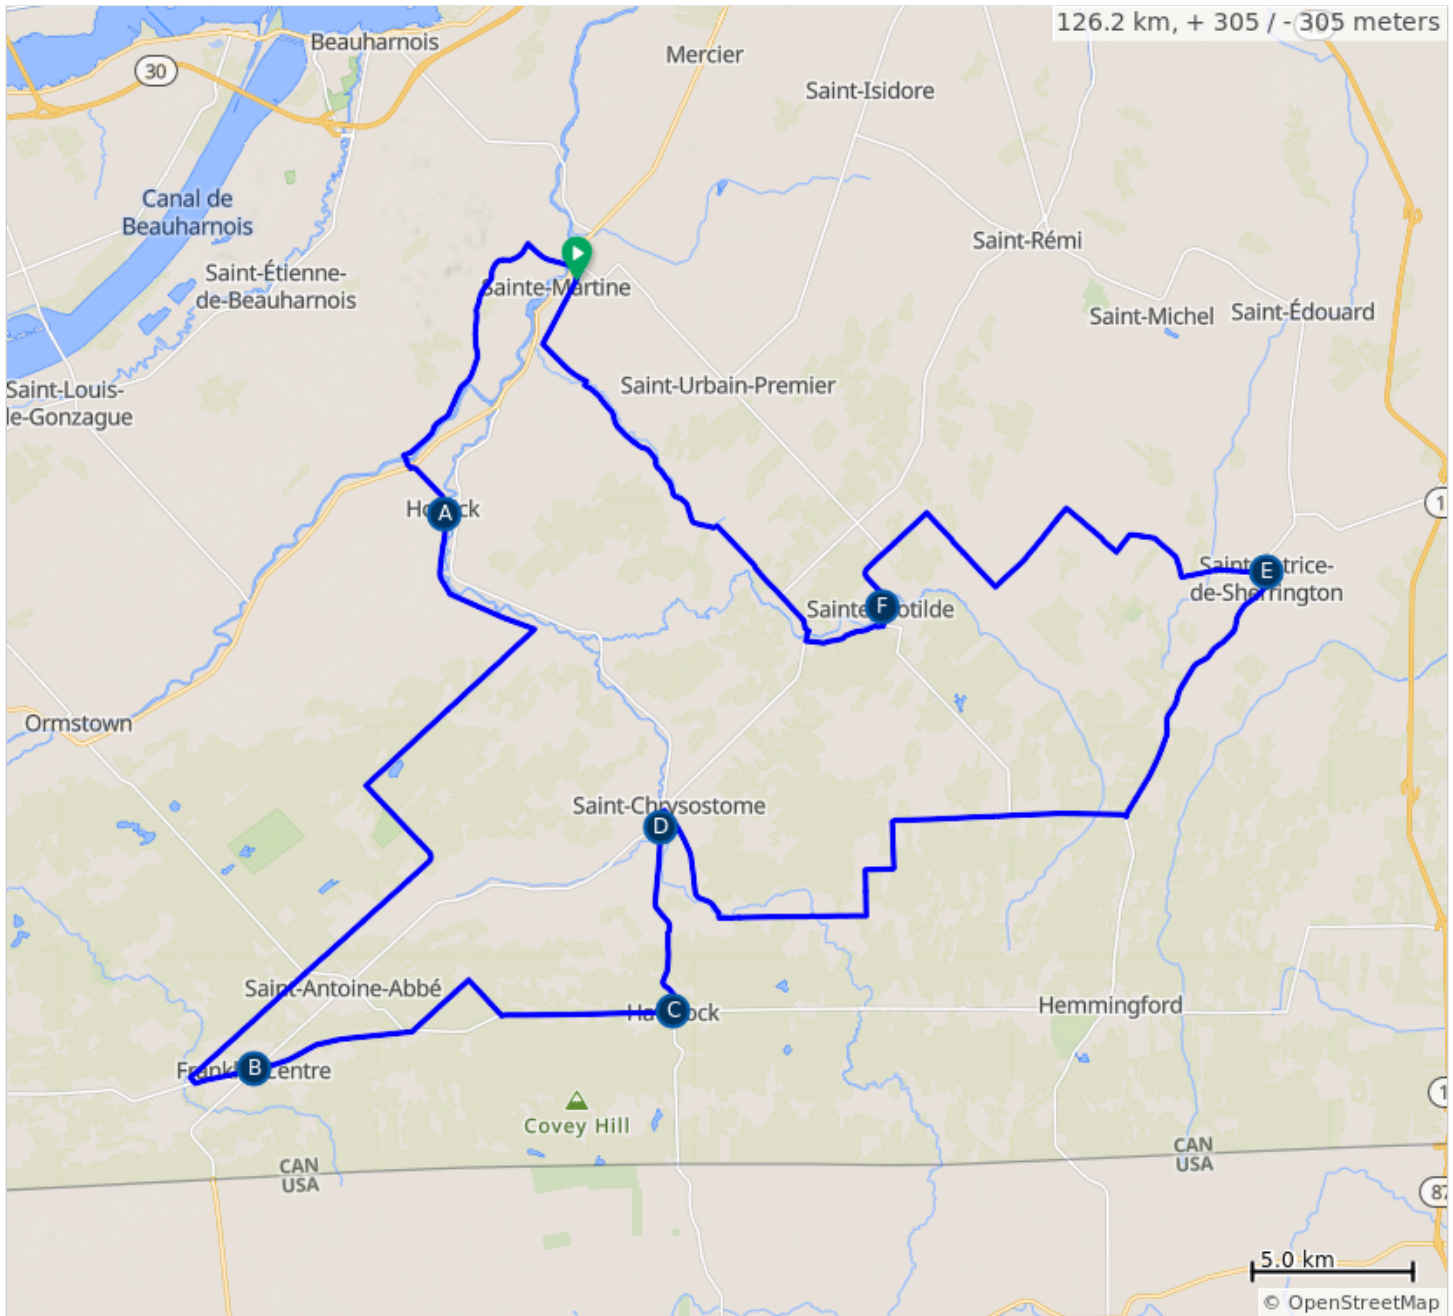 126.2 km, + 305 / - 305 meters
Beauharnois
Mercier
30
Saint-Isidore
Canal de
Beauharnois
Saint-Rémi
Saint-Étienne-
de-Beauharnois
Sainte-Martine
Saint-Michel
Saint-Édouard
Saint-Louis-
le-Gonzague
Saint-Urbain-Premier
A
E
de-Sherrington
F
Ormstown
Saint-Chrysostome
D
Saint-Antoine-Abbé
Hemmingford
C
B
Covey Hill
CAN
USA
CAN
USA
87
5.0 km
© OpenStreetMap